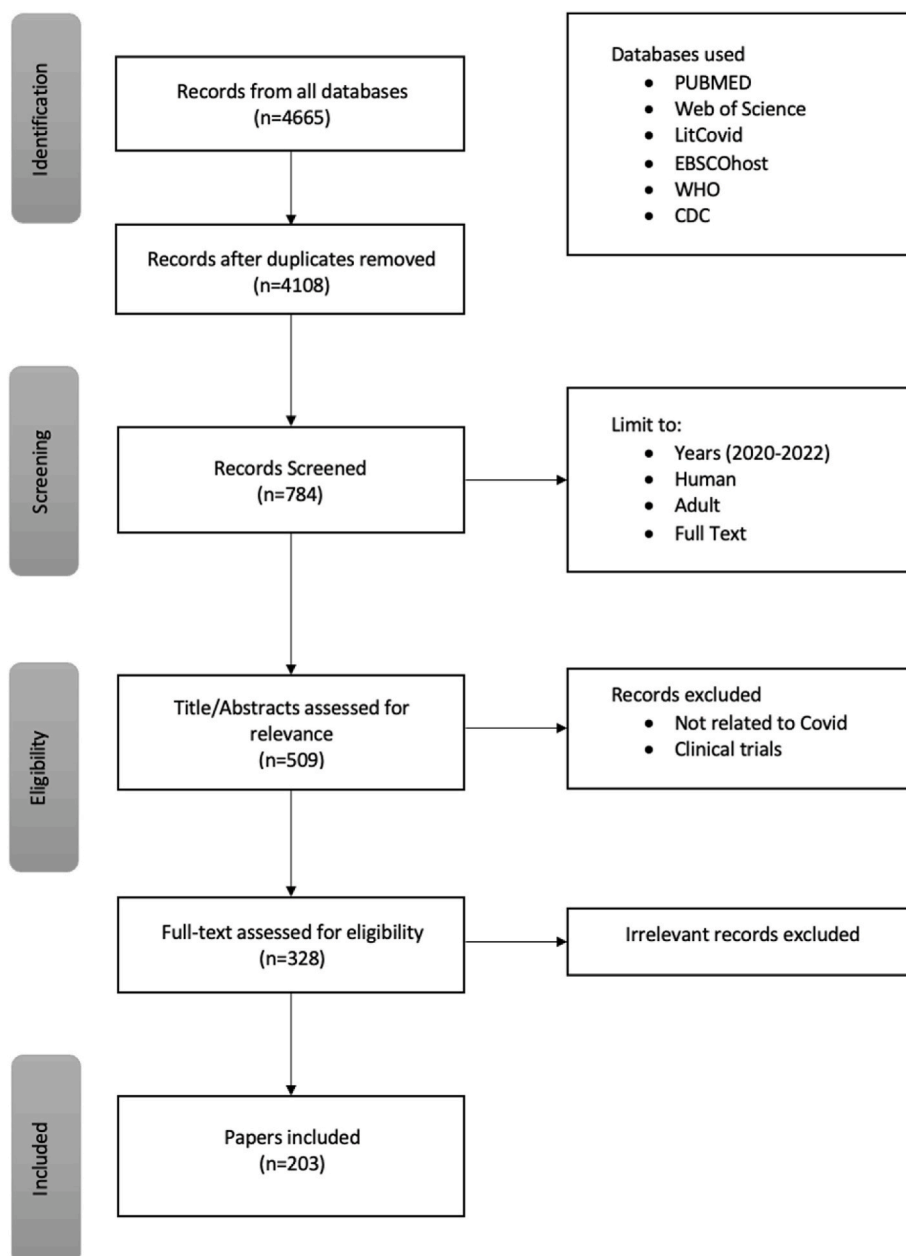 Identification
Records from all databases
(n=4665)
Databases used
• PUBMED
• Web of Science
• LitCovid
• EBSCOhost
• WHO
• CDC
Records after duplicates removed
(n=4108)
Screening
Records Screened
(n=784)
Limit to:
• Years (2020-2022)
• Human
• Adult
• Full Text
Eligibility
Title/Abstracts assessed for
relevance
(n=509)
Records excluded
• Not related to Covid
• Clinical trials
Full-text assessed for eligibility
(n=328)
Irrelevant records excluded
Included
Papers included
(n=203)